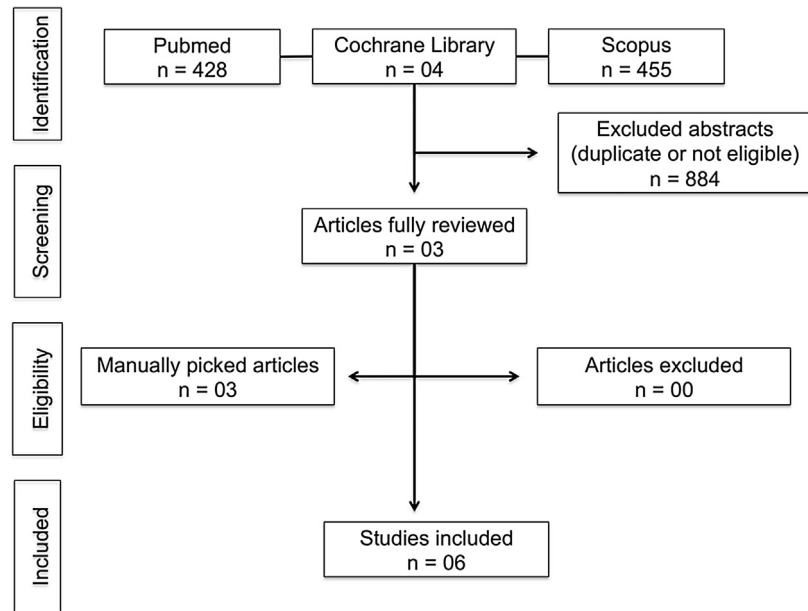 Identification
Pubmed
n = 428
Cochrane Library
n = 04
Scopus
n = 455
Excluded abstracts
(duplicate or not eligible)
n = 884
Screening
Articles fully reviewed
n = 03
Eligibility
Manually picked articles
n = 03
Articles excluded
n = 00
Included
Studies included
n = 06